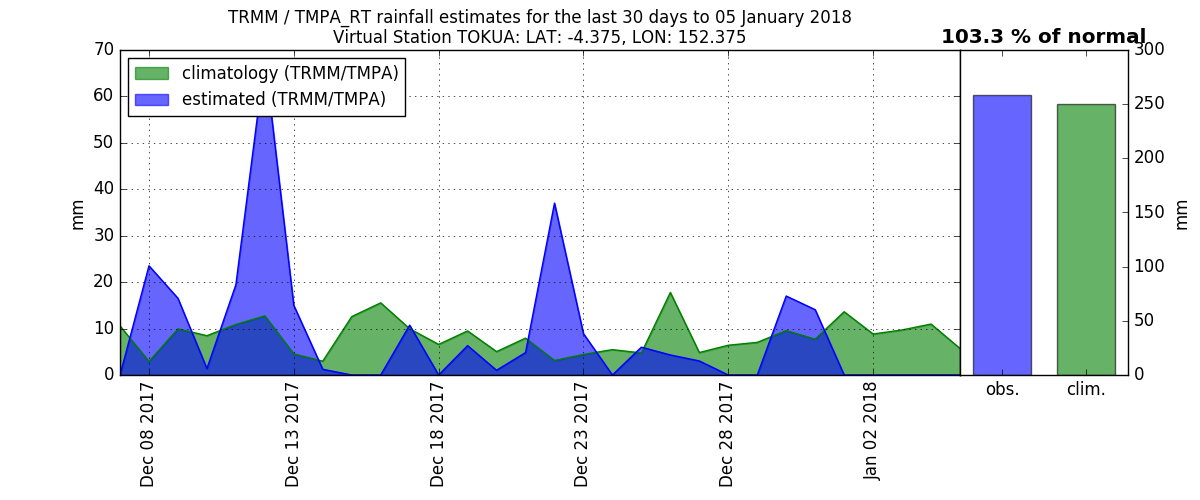 TRMM / TMPA_RT rainfall estimates for the last 30 days to 05 January 2018
Virtual Station TOKUA: LAT: -4.375, LON: 152.375
103.3 % of normal
climatology (TRMM/TMPA)
estimated (TRMM/TMPA)
70
60
50
40
30
20
10
0
mm
Dec 08 2017
Dec 13 2017
Dec 18 2017
Dec 23 2017
Dec 28 2017
Jan 02 2018
300
250
200
150
100
50
0
mm
obs.
clim.